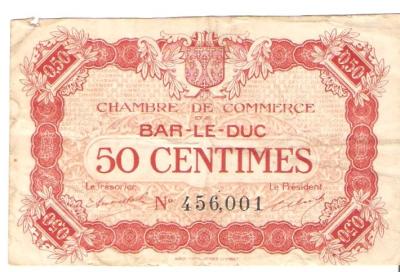 0,50 0,50
CHAMBRE DE COMMERCE
DE
BAR-LE-DUC
50 CENTIMES
Le Trésorier Le Président
Nº 456,001
0,50 0,50